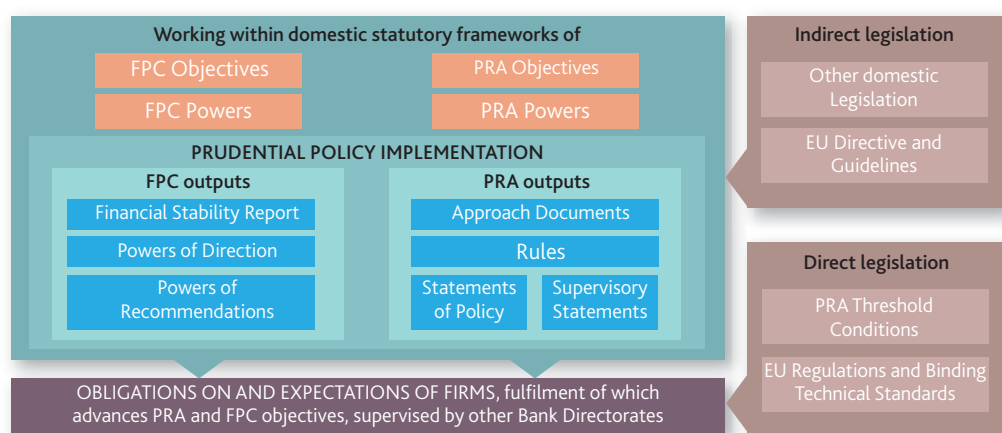 Working within domestic statutory frameworks of
FPC Objectives
PRA Objectives
FPC Powers
PRA Powers
PRUDENTIAL POLICY IMPLEMENTATION
FPC outputs
Financial Stability Report
Powers of Direction
Powers of
Recommendations
PRA outputs
Approach Documents
Rules
Statements
of Policy
Supervisory
Statements
OBLIGATIONS ON AND EXPECTATIONS OF FIRMS, fulfilment of which
advances PRA and FPC objectives, supervised by other Bank Directorates
Indirect legislation
Other domestic
Legislation
EU Directive and
Guidelines
Direct legislation
PRA Threshold
Conditions
EU Regulations and Binding
Technical Standards